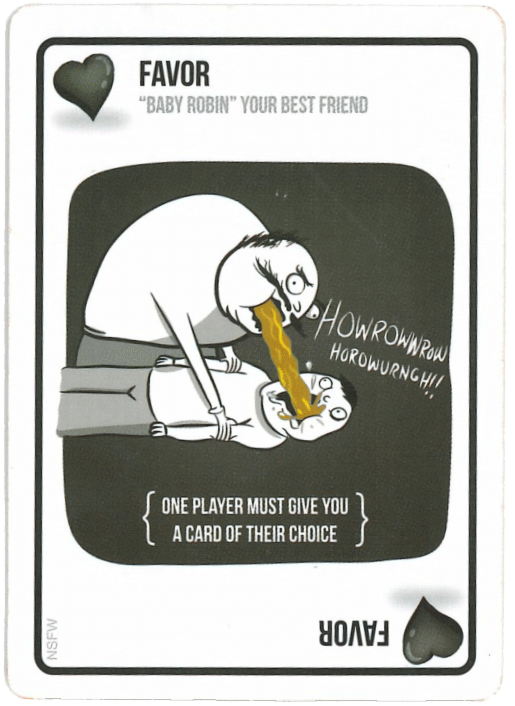 FAVOR
"BABY ROBIN" YOUR BEST FRIEND
HOWROWWROW
HOROWURNGH!!
ONE PLAYER MUST GIVE YOU
A CARD OF THEIR CHOICE
FAVOR
NSFW